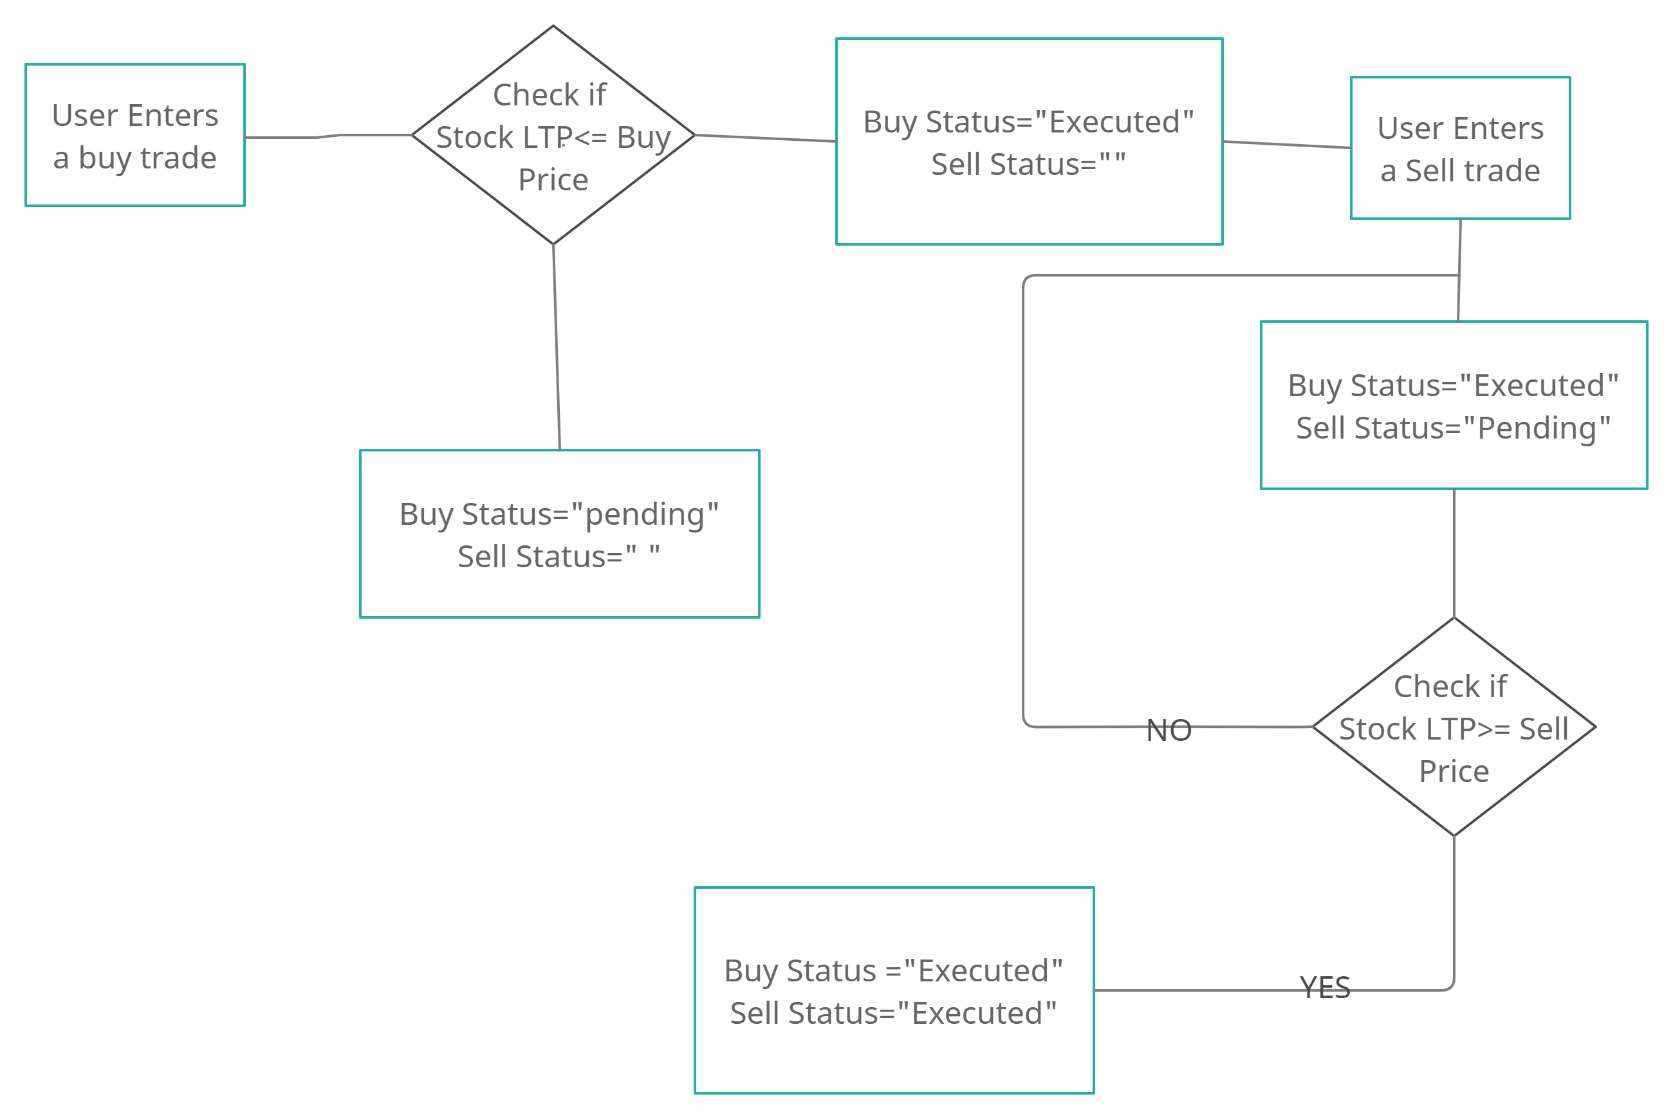 User Enters
a buy trade
Check if
Stock LTP<= Buy
Price
Buy Status="Executed"
Sell Status=""
User Enters
a Sell trade
Buy Status="Executed"
Sell Status="Pending"
Buy Status="pending"
Sell Status=" "
Check if
Stock LTP>= Sell
Price
NO
YES
Buy Status ="Executed"
Sell Status="Executed"